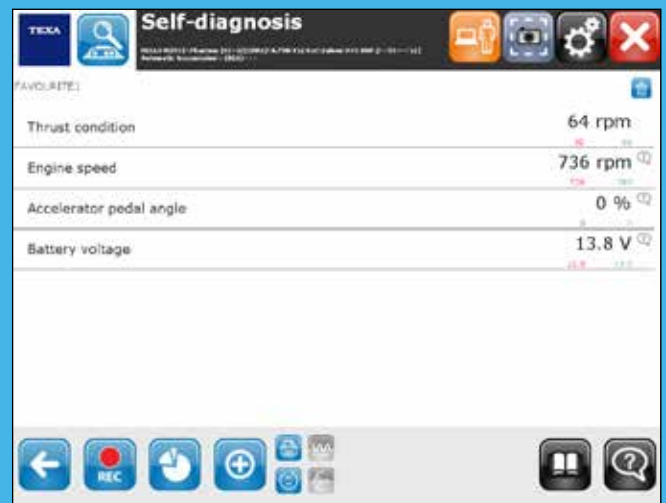 TEXA
Self-diagnosis
FAVOURITE1
Thrust condition 64 rpm
Engine speed 736 rpm
Accelerator pedal angle 0 %
Battery voltage 13.8 V
REC